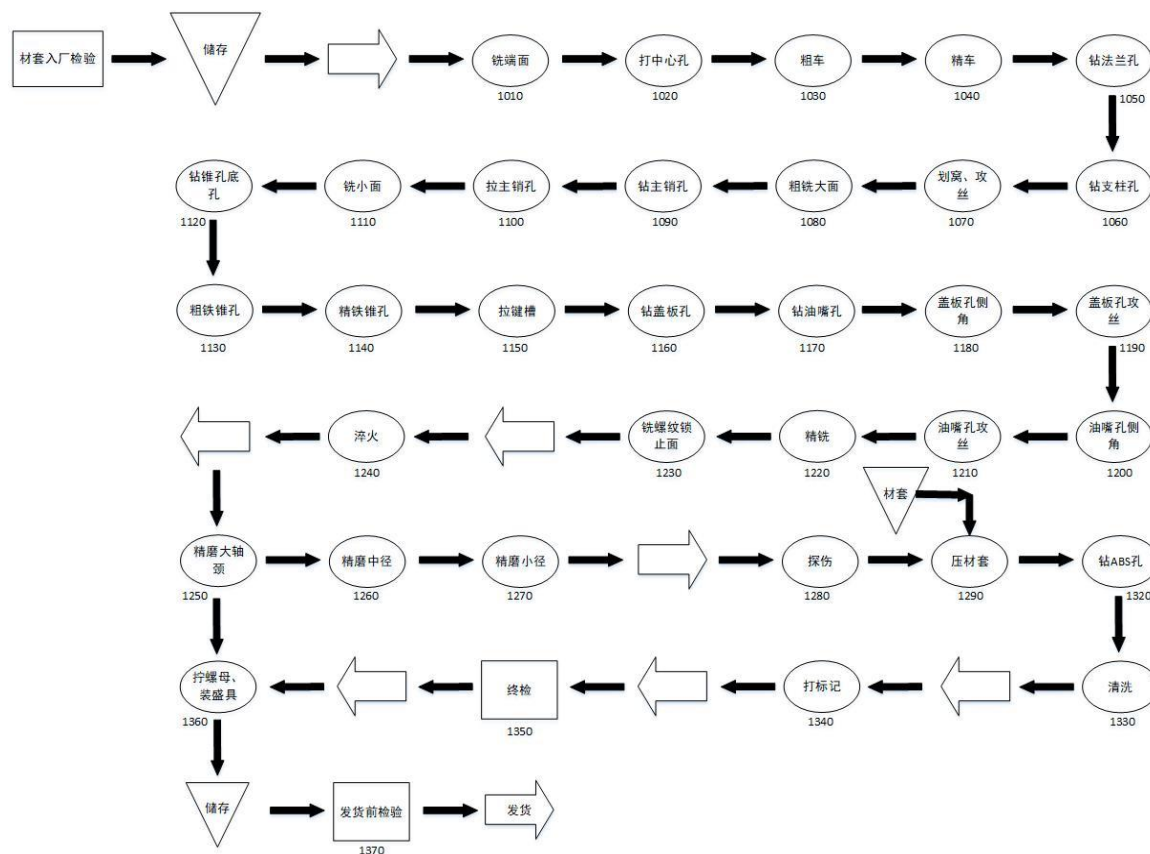 材套入厂检验
储存
铣端面
1010
打中心孔
1020
粗车
1030
精车
1040
钻法兰孔
1050
钻支柱孔
1060
划窝、攻
丝
1070
粗铣大面
1080
钻主销孔
1090
拉主销孔
1100
铣小面
1110
钻锥孔底
孔
1120
粗铁锥孔
1130
精铁锥孔
1140
拉键槽
1150
钻盖板孔
1160
钻油嘴孔
1170
盖板孔侧
角
1180
盖板孔攻
丝
1190
油嘴孔侧
角
1200
油嘴孔攻
丝
1210
精铣
1220
铣螺纹锁
止面
1230
淬火
1240
精磨大轴
颈
1250
精磨中径
1260
精磨小径
1270
探伤
1280
材套
压材套
1290
钻ABS孔
1320
清洗
1330
打标记
1340
终检
1350
拧螺母、
装盛具
1360
储存
发货前检验
1370
发货